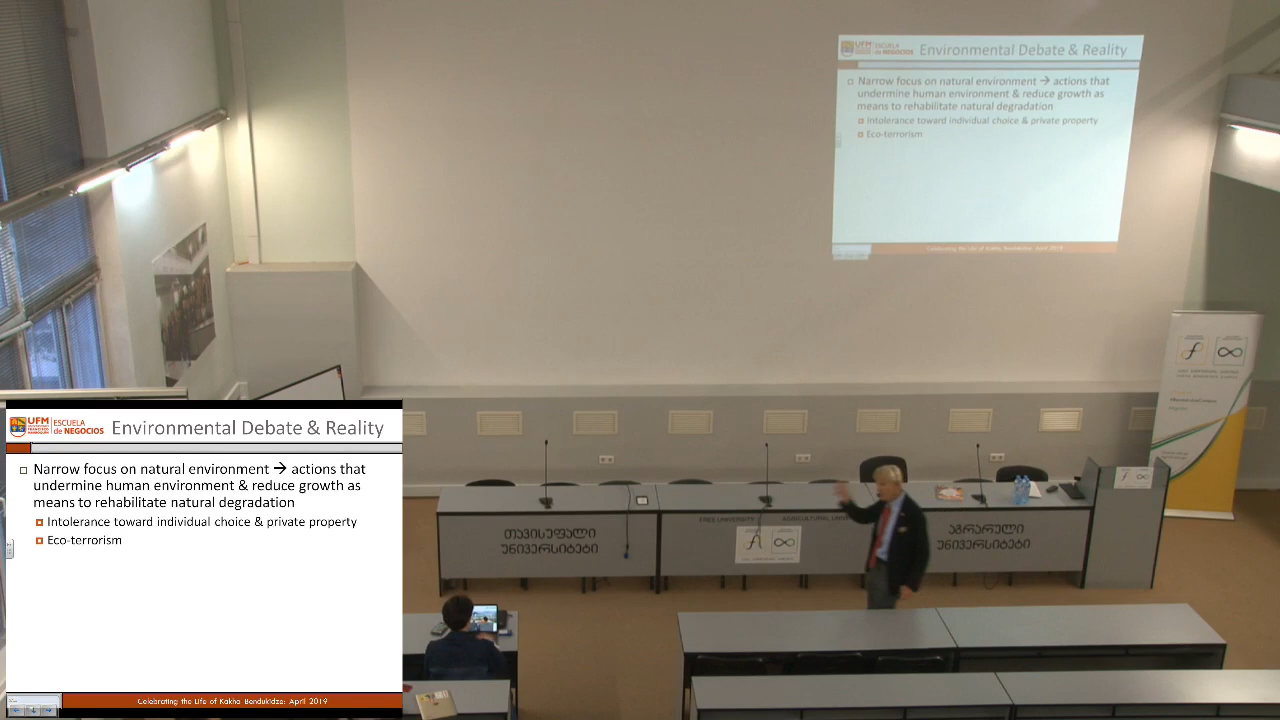 UFM
ESCUELA
de NEGOCIOS
Environmental Debate & Reality
Narrow focus on natural environment → actions that
undermine human environment & reduce growth as
means to rehabilitate natural degradation
Intolerance toward individual choice & private property
Eco-terrorism
Celebrating the Life of Kakha Bendukidze: April 2019
UFM
ESCUELA
de NEGOCIOS
Environmental Debate & Reality
Narrow focus on natural environment → actions that
undermine human environment & reduce growth as
means to rehabilitate natural degradation
Intolerance toward individual choice & private property
Eco-terrorism
Celebrating the Life of Kakha Bendukidze: April 2019
FREE UNIVERSITY
AGRICULTURAL
თავისუფალი
უნივერსიტეტი
აგრარული
უნივერსიტეტი